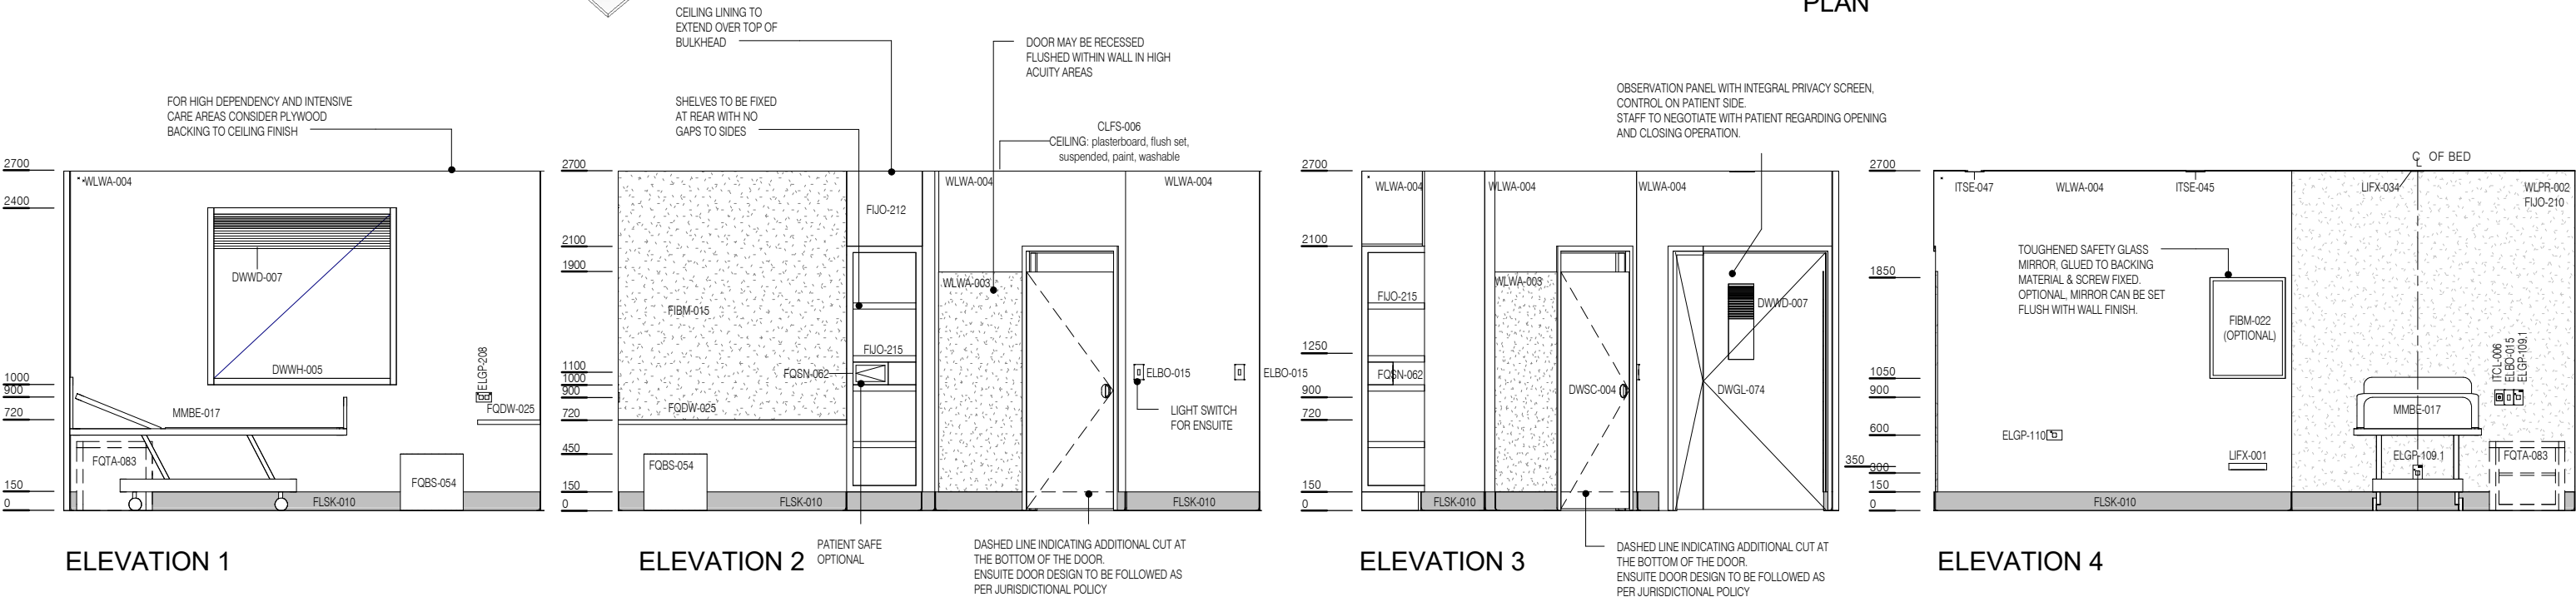 PLAN
CEILING LINING TO
EXTEND OVER TOP OF
BULKHEAD
DOOR MAY BE RECESSED
FLUSHED WITHIN WALL IN HIGH
ACUITY AREAS
FOR HIGH DEPENDENCY AND INTENSIVE
CARE AREAS CONSIDER PLYWOOD
BACKING TO CEILING FINISH
SHELVES TO BE FIXED
AT REAR WITH NO
GAPS TO SIDES
CLFS-006
CEILING: plasterboard, flush set,
suspended, paint, washable
OBSERVATION PANEL WITH INTEGRAL PRIVACY SCREEN,
CONTROL ON PATIENT SIDE.
STAFF TO NEGOTIATE WITH PATIENT REGARDING OPENING
AND CLOSING OPERATION.
2700
2400
1000
900
720
150
0
WLWA-004
DWWD-007
DWWH-005
ELGP-208
FQDW-025
MMBE-017
FQTA-083
FQBS-054
FLSK-010
ELEVATION 1
2700
2100
1900
1100
1000
900
720
450
150
0
FIBM-015
FQDW-025
FQBS-054
FLSK-010
FIJO-212
FIJO-215
FQSN-062
WLWA-004
WLWA-003
WLWA-004
ELBO-015
ELBO-015
LIGHT SWITCH
FOR ENSUITE
FLSK-010
ELEVATION 2
PATIENT SAFE
OPTIONAL
DASHED LINE INDICATING ADDITIONAL CUT AT
THE BOTTOM OF THE DOOR.
ENSUITE DOOR DESIGN TO BE FOLLOWED AS
PER JURISDICTIONAL POLICY
2700
2100
1250
900
720
150
0
WLWA-004
WLWA-004
WLWA-004
FIJO-215
FQSN-062
WLWA-003
DWSC-004
DWWD-007
DWGL-074
FLSK-010
ELEVATION 3
DASHED LINE INDICATING ADDITIONAL CUT AT
THE BOTTOM OF THE DOOR.
ENSUITE DOOR DESIGN TO BE FOLLOWED AS
PER JURISDICTIONAL POLICY
2700
1850
1050
900
600
350
300
150
0
CL OF BED
ITSE-047
WLWA-004
ITSE-045
LIFX-034
WLPR-002
FIJO-210
TOUGHENED SAFETY GLASS
MIRROR, GLUED TO BACKING
MATERIAL & SCREW FIXED.
OPTIONAL, MIRROR CAN BE SET
FLUSH WITH WALL FINISH.
FIBM-022
(OPTIONAL)
ITCL-006
ELBO-015
ELGP-109.1
MMBE-017
ELGP-110
LIFX-001
ELGP-109.1
FQTA-083
FLSK-010
ELEVATION 4